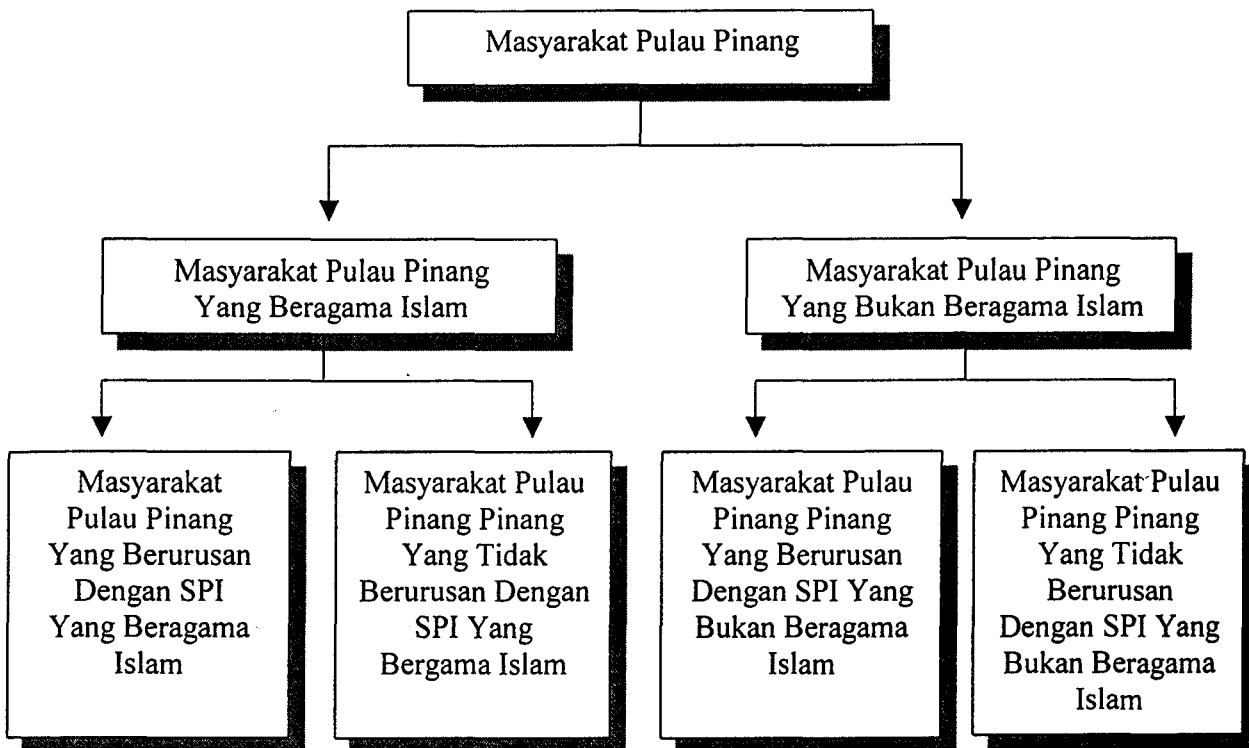 Masyarakat Pulau Pinang
Masyarakat Pulau Pinang
Yang Beragama Islam
Masyarakat Pulau Pinang
Yang Bukan Beragama Islam
Masyarakat
Pulau Pinang
Yang Berurusan
Dengan SPI
Yang Beragama
Islam
Masyarakat Pulau
Pinang Pinang
Yang Tidak
Berurusan Dengan
SPI Yang
Bergama Islam
Masyarakat Pulau
Pinang Pinang
Yang Berurusan
Dengan SPI Yang
Bukan Beragama
Islam
Masyarakat Pulau
Pinang Pinang
Yang Tidak
Berurusan
Dengan SPI Yang
Bukan Beragama
Islam